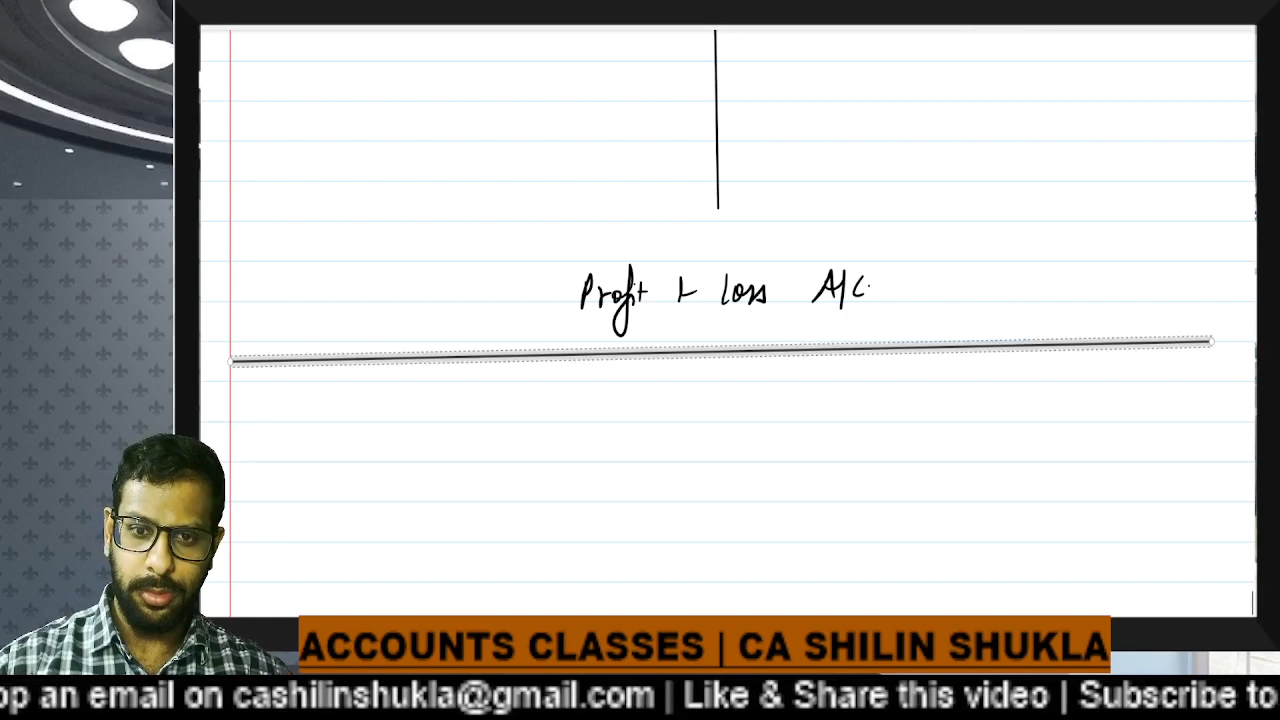 Profit & Loss A/C
ACCOUNTS CLASSES | CA SHILIN SHUKLA
op an email on cashilinshukla@gmail.com | Like & Share this video | Subscribe to